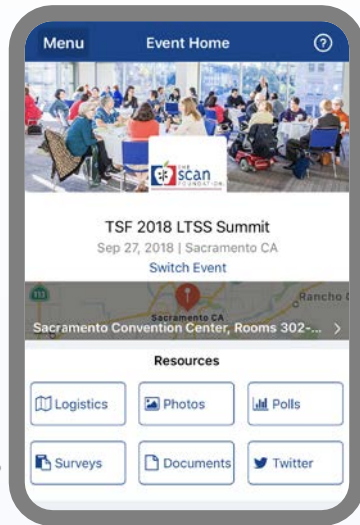 Menu
Event Home
?
THE
scan
FOUNDATION.
TSF 2018 LTSS Summit
Sep 27, 2018 | Sacramento CA
Switch Event
113
Rancho
Sacramento CA
Sacramento Convention Center, Rooms 302-...
Resources
Logistics
Photos
Polls
Surveys
Documents
Twitter